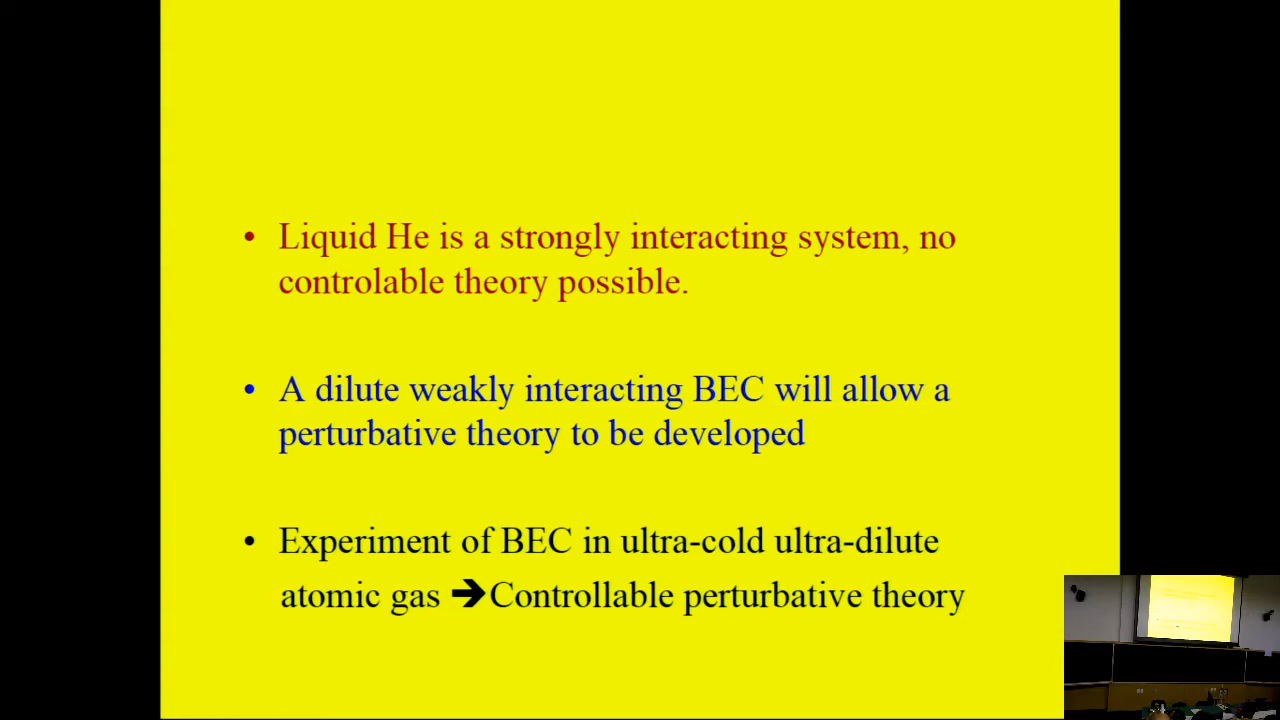 • Liquid He is a strongly interacting system, no
controlable theory possible.
• A dilute weakly interacting BEC will allow a
perturbative theory to be developed
• Experiment of BEC in ultra-cold ultra-dilute
atomic gas ➔Controllable perturbative theory